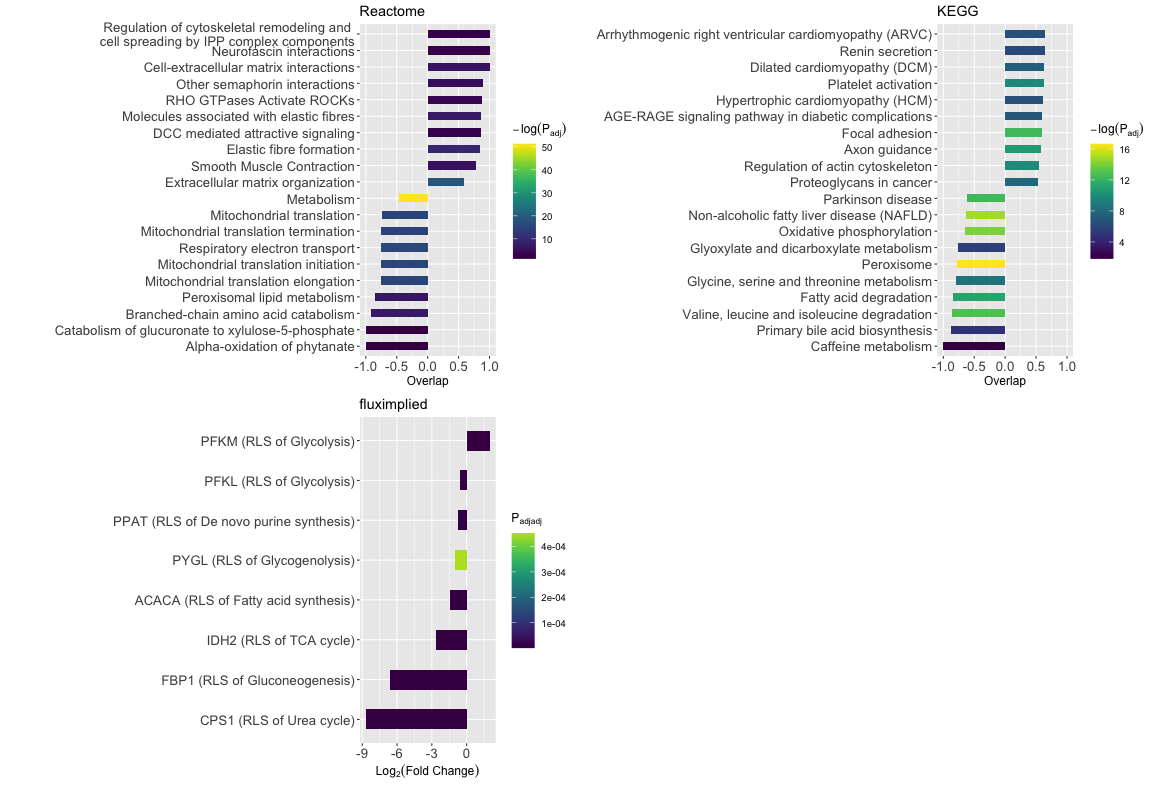 Reactome
Regulation of cytoskeletal remodeling and
cell spreading by IPP complex components
Neurofascin interactions
Cell-extracellular matrix interactions
Other semaphorin interactions
RHO GTPases Activate ROCKs
Molecules associated with elastic fibres
DCC mediated attractive signaling
Elastic fibre formation
Smooth Muscle Contraction
Extracellular matrix organization
Metabolism
Mitochondrial translation
Mitochondrial translation termination
Respiratory electron transport
Mitochondrial translation initiation
Mitochondrial translation elongation
Peroxisomal lipid metabolism
Branched-chain amino acid catabolism
Catabolism of glucuronate to xylulose-5-phosphate
Alpha-oxidation of phytanate
-1.0 -0.5 0.0 0.5 1.0
Overlap
−log(Padj)
50
40
30
20
10
KEGG
Arrhythmogenic right ventricular cardiomyopathy (ARVC)
Renin secretion
Dilated cardiomyopathy (DCM)
Platelet activation
Hypertrophic cardiomyopathy (HCM)
AGE-RAGE signaling pathway in diabetic complications
Focal adhesion
Axon guidance
Regulation of actin cytoskeleton
Proteoglycans in cancer
Parkinson disease
Non-alcoholic fatty liver disease (NAFLD)
Oxidative phosphorylation
Glyoxylate and dicarboxylate metabolism
Peroxisome
Glycine, serine and threonine metabolism
Fatty acid degradation
Valine, leucine and isoleucine degradation
Primary bile acid biosynthesis
Caffeine metabolism
-1.0 -0.5 0.0 0.5 1.0
Overlap
−log(Padj)
16
12
8
4
fluximplied
PFKM (RLS of Glycolysis)
PFKL (RLS of Glycolysis)
PPAT (RLS of De novo purine synthesis)
PYGL (RLS of Glycogenolysis)
ACACA (RLS of Fatty acid synthesis)
IDH2 (RLS of TCA cycle)
FBP1 (RLS of Gluconeogenesis)
CPS1 (RLS of Urea cycle)
-9 -6 -3 0
Log2(Fold Change)
Padjadj
4e-04
3e-04
2e-04
1e-04